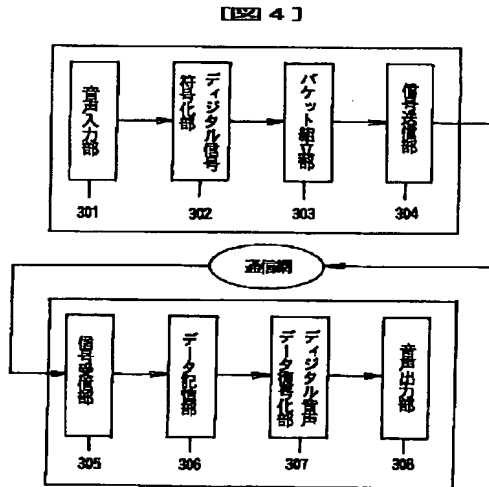 [図 4]
音声入力部
ディジタル信号
符号化部
パケット組立部
信号送信部
301
302
303
304
通信網
信号受信部
データ記憶部
ディジタル音声
データ復号化部
音声出力部
305
306
307
308